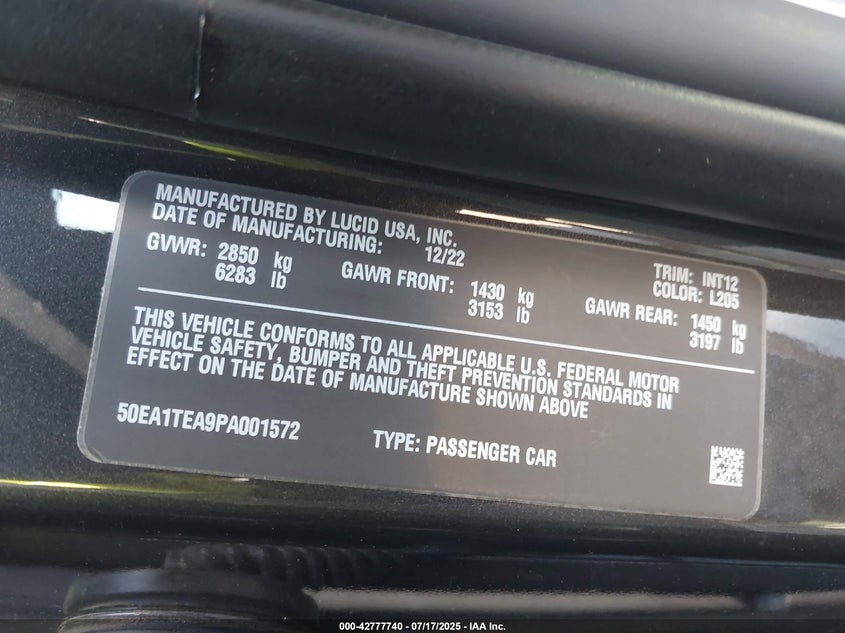 MANUFACTURED BY LUCID USA, INC.
DATE OF MANUFACTURING: 12/22
TRIM: INT12
COLOR: L205
GVWR: 2850 kg
6283 lb
GAWR FRONT: 1430 kg
3153 lb
GAWR REAR: 1450 kg
3197 lb
THIS VEHICLE CONFORMS TO ALL APPLICABLE U.S. FEDERAL MOTOR
VEHICLE SAFETY, BUMPER AND THEFT PREVENTION STANDARDS IN
EFFECT ON THE DATE OF MANUFACTURE SHOWN ABOVE
50EA1TEA9PA001572
TYPE: PASSENGER CAR
000-42777740 - 07/17/2025 - IAA Inc.